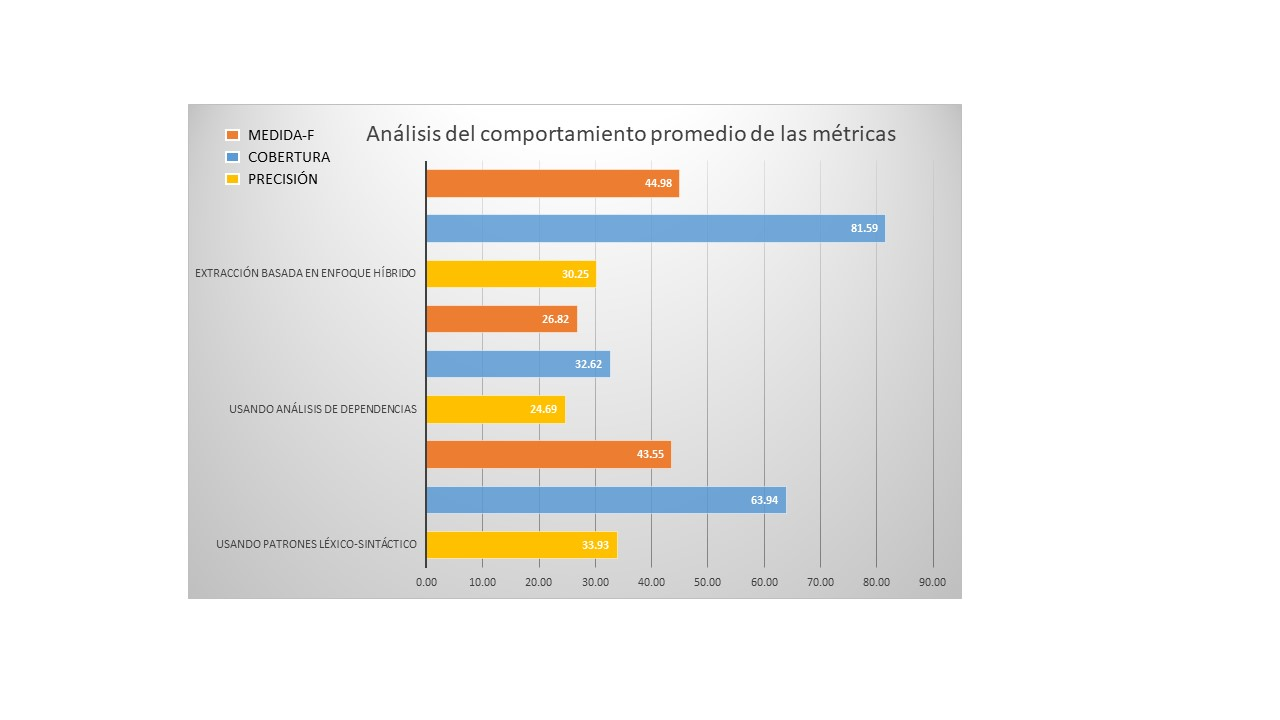 Análisis del comportamiento promedio de las métricas
MEDIDA-F
COBERTURA
PRECISIÓN
44.98
81.59
EXTRACCIÓN BASADA EN ENFOQUE HÍBRIDO
30.25
26.82
32.62
USANDO ANÁLISIS DE DEPENDENCIAS
24.69
43.55
63.94
USANDO PATRONES LÉXICO-SINTÁCTICO
33.93
0.00 10.00 20.00 30.00 40.00 50.00 60.00 70.00 80.00 90.00